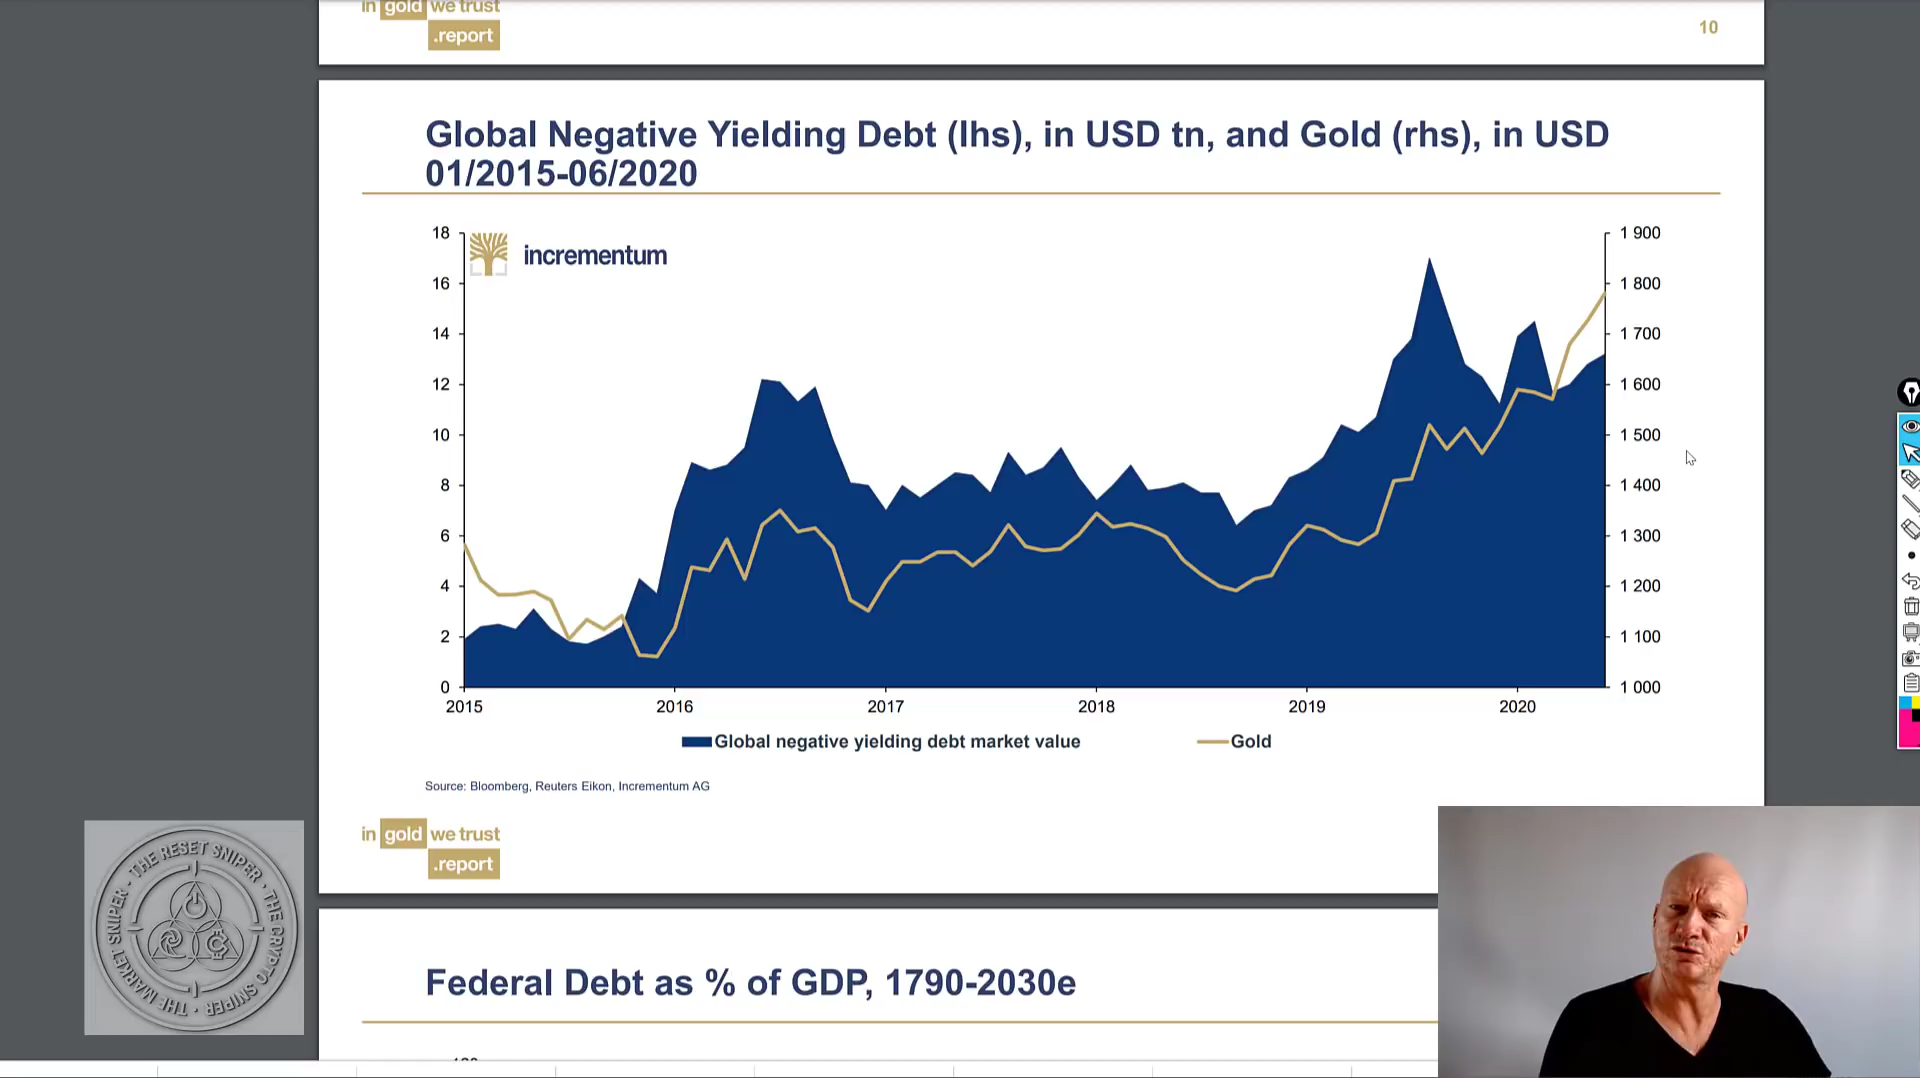 in gold we trust
.report
10
Global Negative Yielding Debt (lhs), in USD tn, and Gold (rhs), in USD
01/2015-06/2020
incrementum
18
16
14
12
10
8
6
4
2
0
1 900
1 800
1 700
1 600
1 500
1 400
1 300
1 200
1 100
1 000
2015 2016 2017 2018 2019 2020
Global negative yielding debt market value Gold
Source: Bloomberg, Reuters Eikon, Incrementum AG
in gold we trust
.report
THE RESET SNIPER · THE CRYPTO SNIPER · THE MARKET SNIPER ·
Federal Debt as % of GDP, 1790-2030e